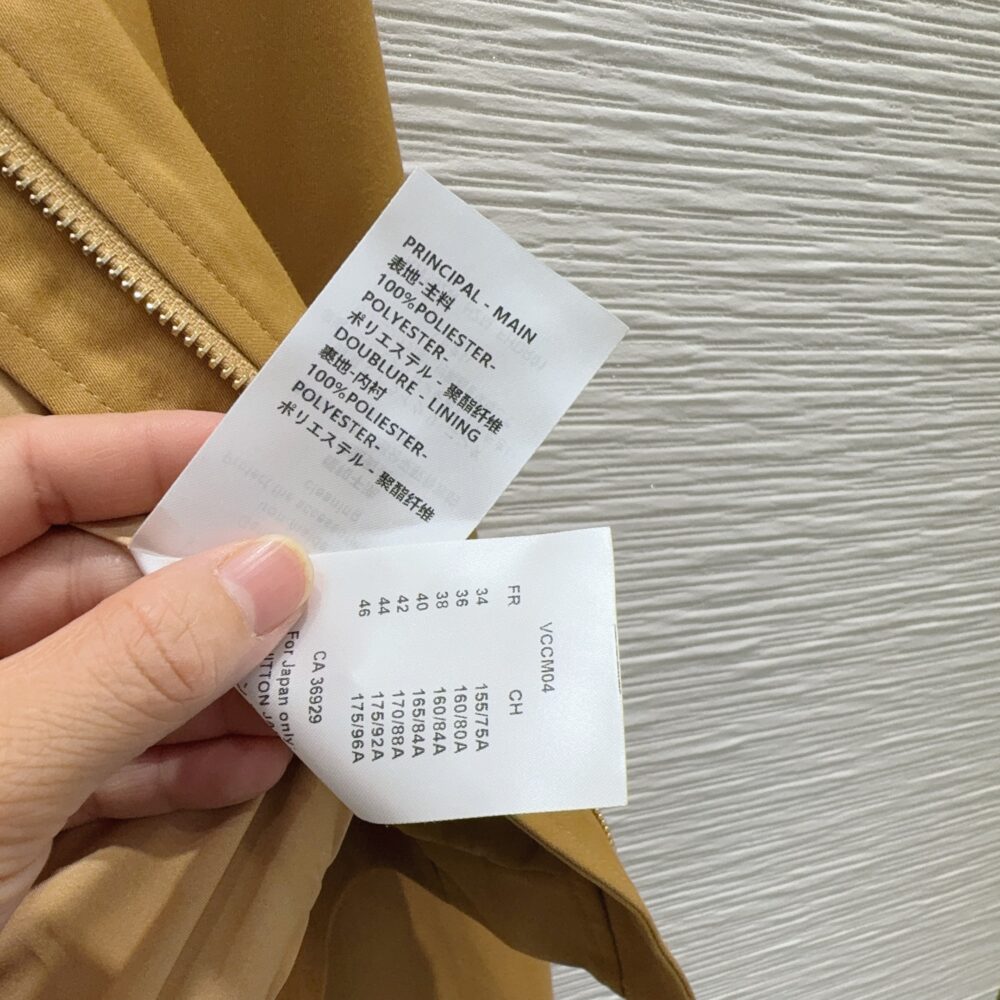 PRINCIPAL - MAIN
表地-主料
100%POLIESTER-
POLYESTER-
ポリエステル - 聚酯纤维
DOUBLURE - LINING
裏地-内衬
100%POLIESTER-
POLYESTER-
ポリエステル - 聚酯纤维
VCCM04
FR CH
34 155/75A
36 160/80A
38 160/84A
40 165/84A
42 170/88A
44 175/92A
46 175/96A
CA 36929
For Japan only